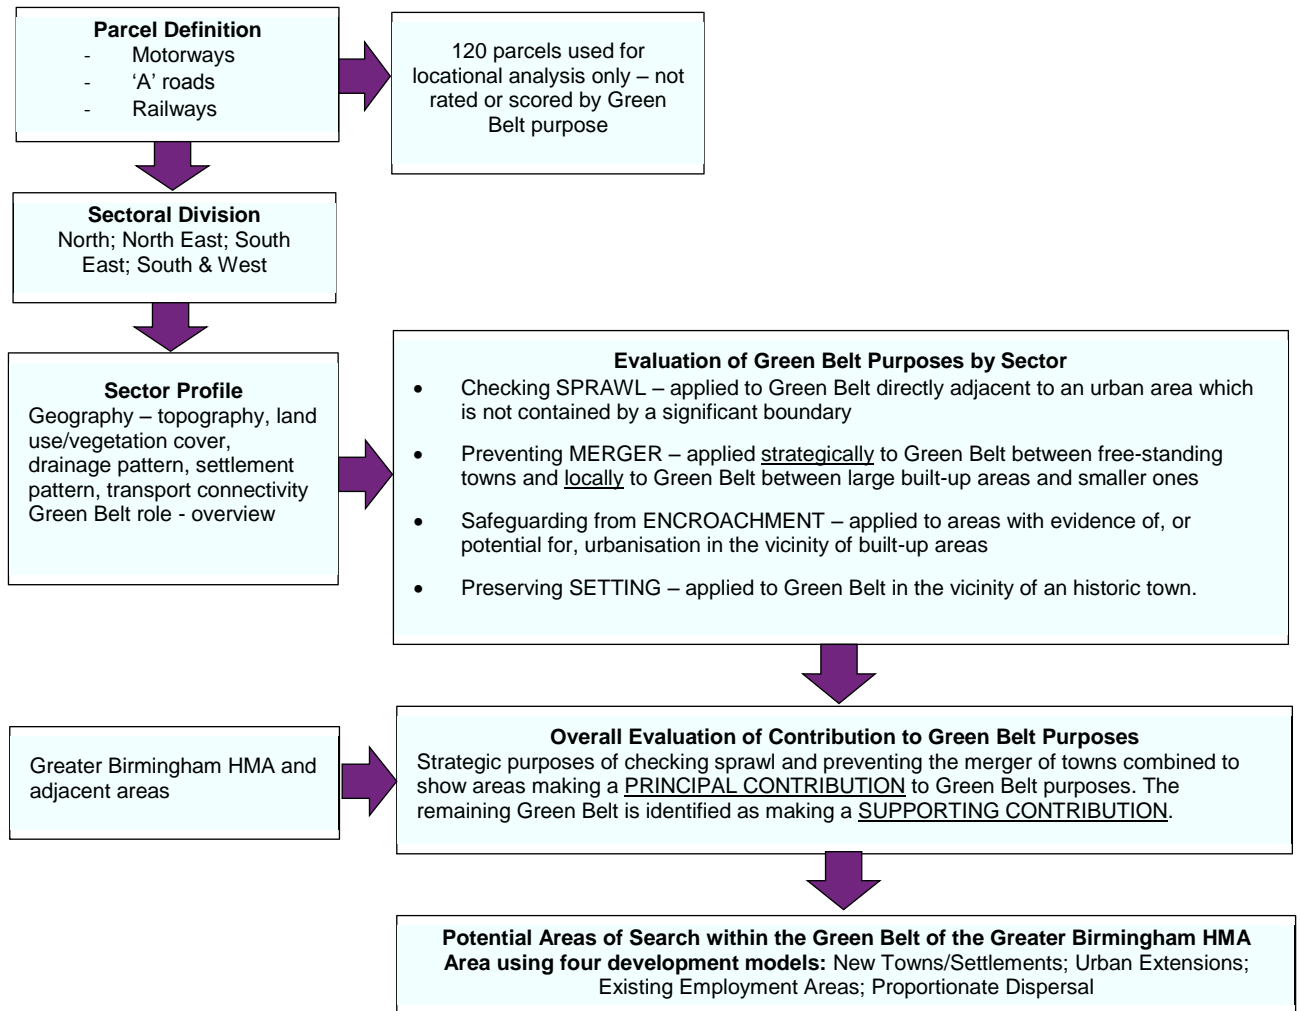 Parcel Definition
- Motorways
- ‘A’ roads
- Railways
120 parcels used for
locational analysis only – not
rated or scored by Green
Belt purpose
Sectoral Division
North; North East; South
East; South & West
Sector Profile
Geography – topography, land
use/vegetation cover,
drainage pattern, settlement
pattern, transport connectivity
Green Belt role - overview
Evaluation of Green Belt Purposes by Sector
• Checking SPRAWL – applied to Green Belt directly adjacent to an urban area which
is not contained by a significant boundary
• Preventing MERGER – applied strategically to Green Belt between free-standing
towns and locally to Green Belt between large built-up areas and smaller ones
• Safeguarding from ENCROACHMENT – applied to areas with evidence of, or
potential for, urbanisation in the vicinity of built-up areas
• Preserving SETTING – applied to Green Belt in the vicinity of an historic town.
Greater Birmingham HMA and
adjacent areas
Overall Evaluation of Contribution to Green Belt Purposes
Strategic purposes of checking sprawl and preventing the merger of towns combined to
show areas making a PRINCIPAL CONTRIBUTION to Green Belt purposes. The
remaining Green Belt is identified as making a SUPPORTING CONTRIBUTION.
Potential Areas of Search within the Green Belt of the Greater Birmingham HMA
Area using four development models: New Towns/Settlements; Urban Extensions;
Existing Employment Areas; Proportionate Dispersal